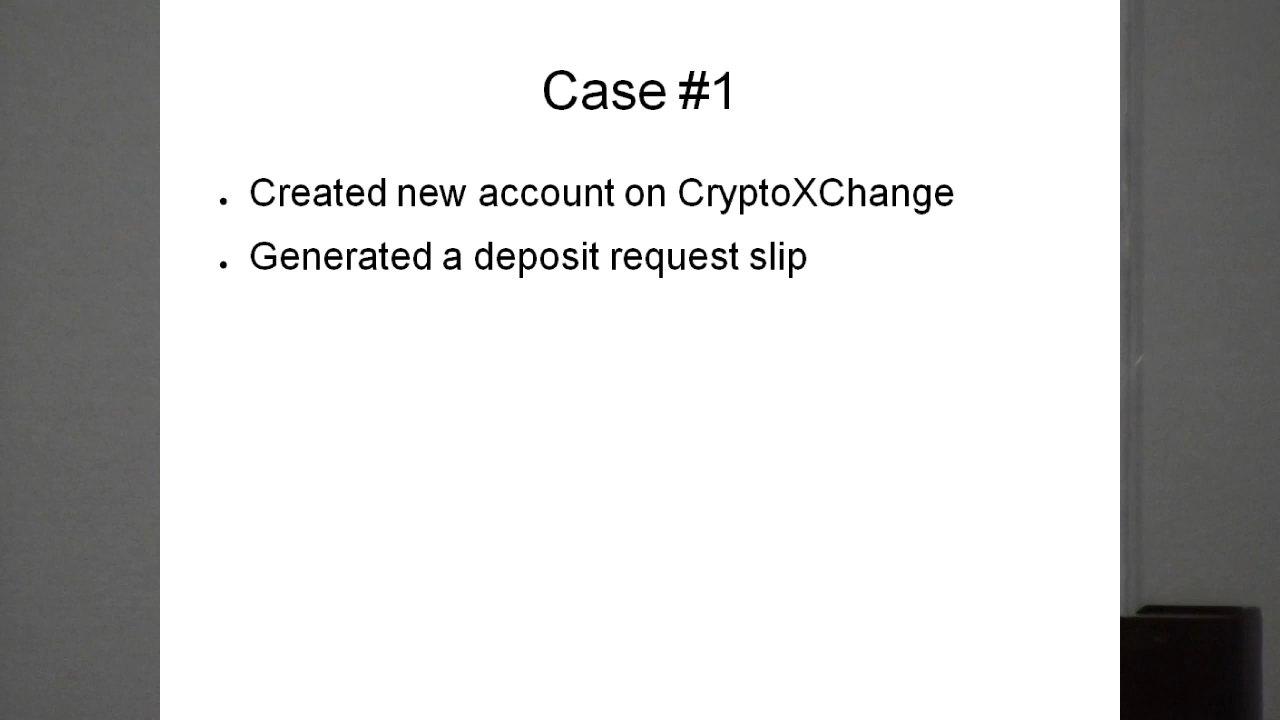 Case #1
. Created new account on CryptoXChange
. Generated a deposit request slip